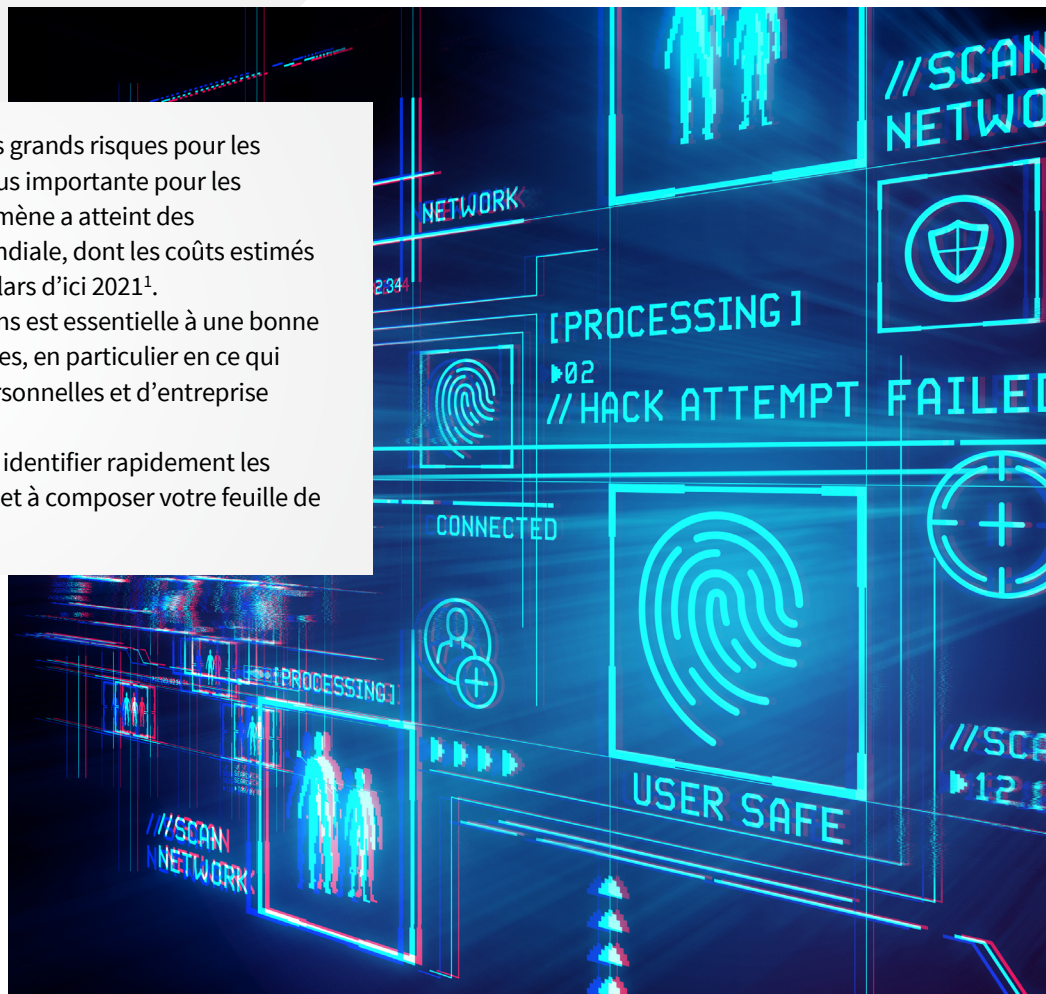 s grands risques pour les
us importante pour les
mène a atteint des
ndiale, dont les coûts estimés
lars d'ici 2021¹.
ns est essentielle à une bonne
es, en particulier en ce qui
rsonnelles et d'entreprise
identifier rapidement les
et à composer votre feuille de
//SCAN
NETWO
NETWORK
2:34
[PROCESSING]
02
// HACK ATTEMPT FAILED
CONNECTED
[PROCESSING]
USER SAFE
//SCA
12
//SCAN
NETWORK